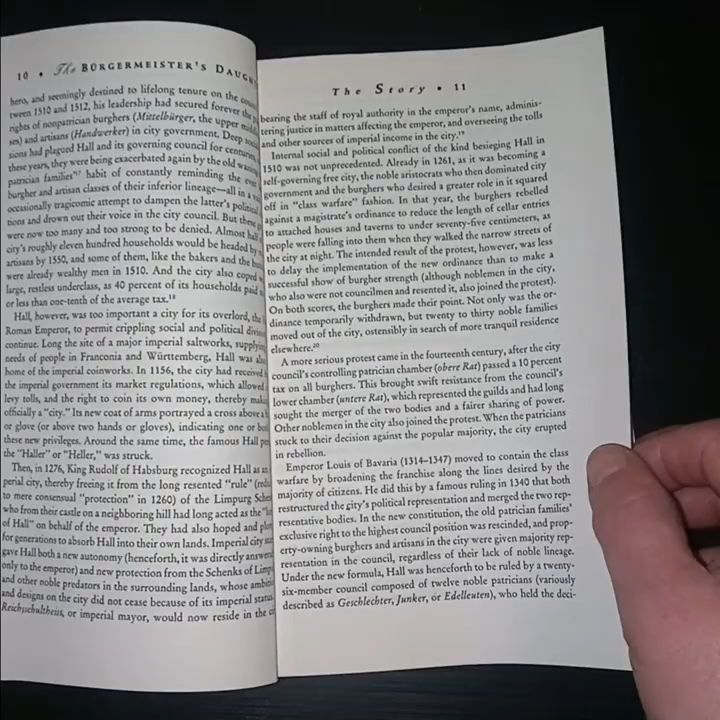 10 • The BÜRGERMEISTER'S
hero, and seemingly destined to lifelong tenure on the
tween 1510 and 1512, his leadership had secured forever the
rights of nonpatrician burghers (Mittelbürger, the upper
ses) and artisans (Handwerker) in city government. Deep
sions had plagued Hall and its governing council for
these years, they were being exacerbated again by the old
patrician families'¹⁷ habit of constantly reminding the
burgher and artisan classes of their inferior lineage—all in a
occasionally tragicomic attempt to dampen the latter's
tions and drown out their voice in the city council. But these
were now too many and too strong to be denied. Almost
city's roughly eleven hundred households would be headed by
artisans by 1550, and some of them, like the bakers and the
were already wealthy men in 1510. And the city also coped
large, restless underclass, as 40 percent of its households paid
or less than one-tenth of the average tax.¹⁸
Hall, however, was too important a city for its overlord, the
Roman Emperor, to permit crippling social and political
continue. Long the site of a major imperial saltworks, supplying
needs of people in Franconia and Württemberg, Hall was
home of the imperial coinworks. In 1156, the city had received
the imperial government its market regulations, which allowed
levy tolls, and the right to coin its own money, thereby
officially a "city." Its new coat of arms portrayed a cross above a
or glove (or above two hands or gloves), indicating one or
these new privileges. Around the same time, the famous Hall
the "Haller" or "Heller," was struck.
Then, in 1276, King Rudolf of Habsburg recognized Hall as
perial city, thereby freeing it from the long resented "rule"
to mere consensual "protection" in 1260) of the Limpurg
who from their castle on a neighboring hill had long acted as the
of Hall" on behalf of the emperor. They had also hoped and
for generations to absorb Hall into their own lands. Imperial city
gave Hall both a new autonomy (henceforth, it was directly
only to the emperor) and new protection from the Schenks of
and other noble predators in the surrounding lands, whose
and designs on the city did not cease because of its imperial
Reichsschultheiss, or imperial mayor, would now reside in the
The Story • 11
bearing the staff of royal authority in the emperor's name, adminis-
tering justice in matters affecting the emperor, and overseeing the tolls
and other sources of imperial income in the city.¹⁹
Internal social and political conflict of the kind besieging Hall in
1510 was not unprecedented. Already in 1261, as it was becoming a
self-governing free city, the noble aristocrats who then dominated city
government and the burghers who desired a greater role in it squared
off in "class warfare" fashion. In that year, the burghers rebelled
against a magistrate's ordinance to reduce the length of cellar entries
to attached houses and taverns to under seventy-five centimeters, as
people were falling into them when they walked the narrow streets of
the city at night. The intended result of the protest, however, was less
to delay the implementation of the new ordinance than to make a
successful show of burgher strength (although noblemen in the city,
who also were not councilmen and resented it, also joined the protest).
On both scores, the burghers made their point. Not only was the or-
dinance temporarily withdrawn, but twenty to thirty noble families
moved out of the city, ostensibly in search of more tranquil residence
elsewhere.²⁰
A more serious protest came in the fourteenth century, after the city
council's controlling patrician chamber (obere Rat) passed a 10 percent
tax on all burghers. This brought swift resistance from the council's
lower chamber (untere Rat), which represented the guilds and had long
sought the merger of the two bodies and a fairer sharing of power.
Other noblemen in the city also joined the protest. When the patricians
stuck to their decision against the popular majority, the city erupted
in rebellion.
Emperor Louis of Bavaria (1314–1347) moved to contain the class
warfare by broadening the franchise along the lines desired by the
majority of citizens. He did this by a famous ruling in 1340 that both
restructured the city's political representation and merged the two rep-
resentative bodies. In the new constitution, the old patrician families'
exclusive right to the highest council position was rescinded, and prop-
erty-owning burghers and artisans in the city were given majority rep-
resentation in the council, regardless of their lack of noble lineage.
Under the new formula, Hall was henceforth to be ruled by a twenty-
six-member council composed of twelve noble patricians (variously
described as Geschlechter, Junker, or Edelleuten), who held the deci-